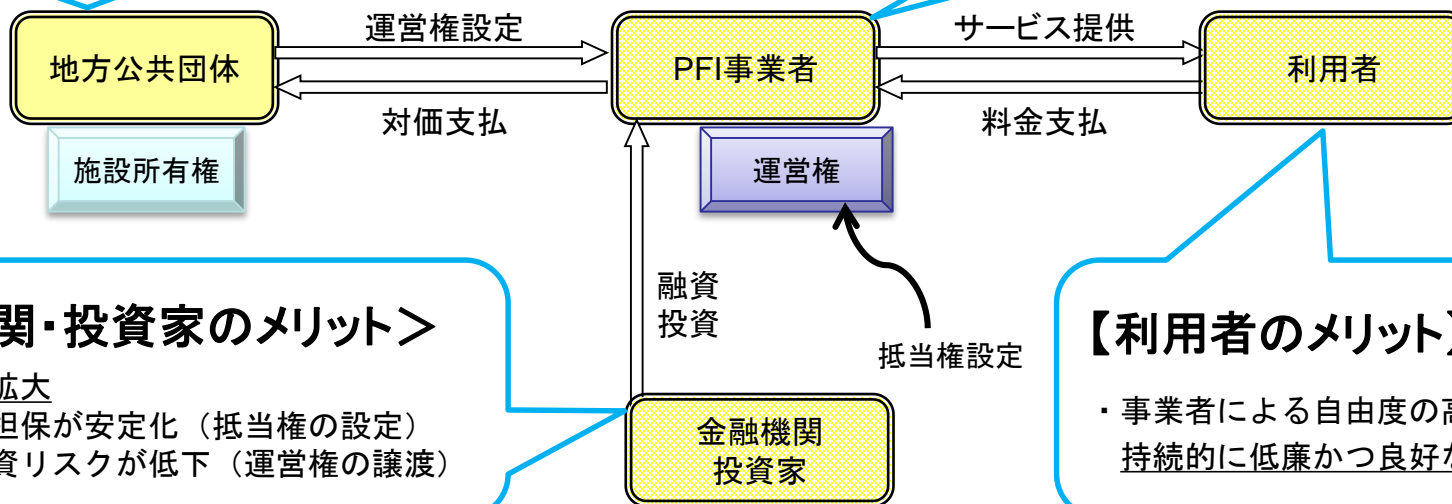 運営権設定
サービス提供
地方公共団体
PFI事業者
利用者
対価支払
料金支払
施設所有権
運営権
融資
投資
抵当権設定
関・投資家のメリット＞
拡大
担保が安定化（抵当権の設定）
資リスクが低下（運営権の譲渡）
金融機関
投資家
【利用者のメリット】
・事業者による自由度の高
持続的に低廉かつ良好な